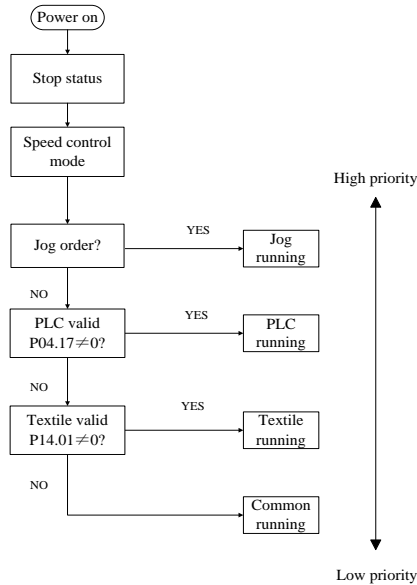 Power on
Stop status
Speed control
mode
High priority
Jog order?
YES
Jog
running
NO
PLC valid
P04.17≠0?
YES
PLC
running
NO
Textile valid
P14.01≠0?
YES
Textile
running
NO
Common
running
Low priority